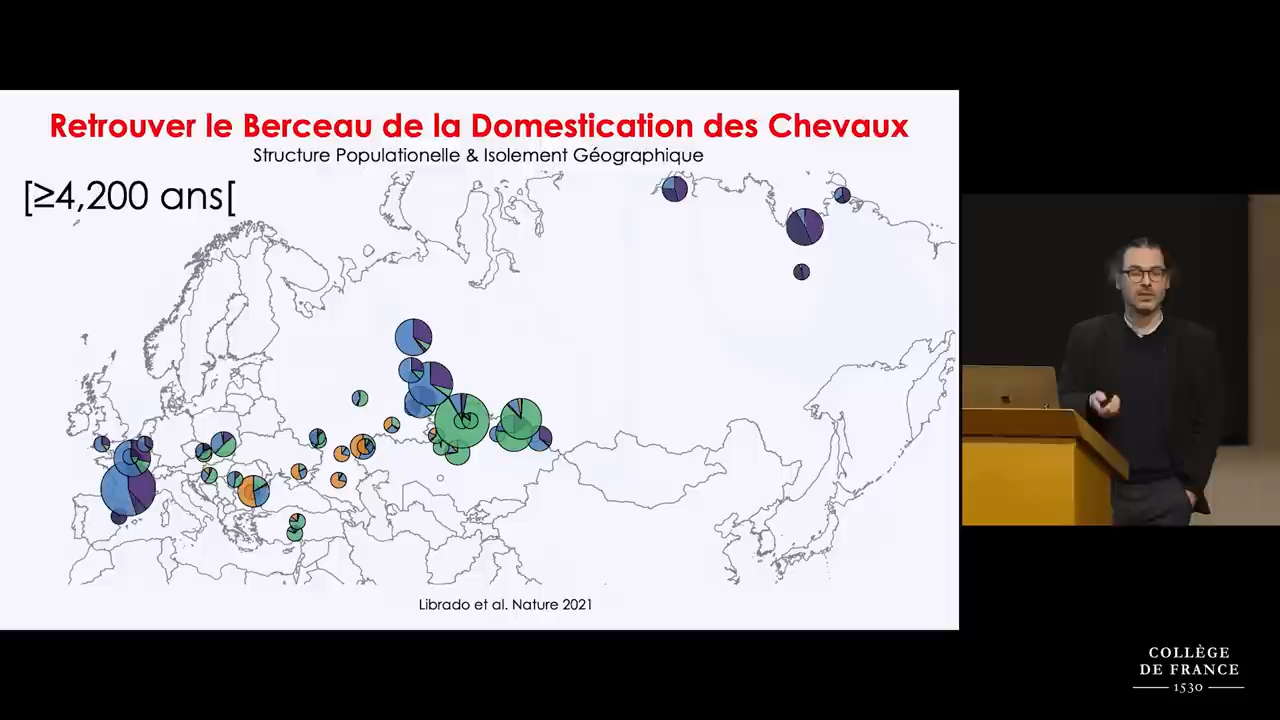 Retrouver le Berceau de la Domestication des Chevaux
Structure Populationelle & Isolement Géographique
[≥4,200 ans[
Librado et al. Nature 2021
COLLÈGE
DE FRANCE
1530